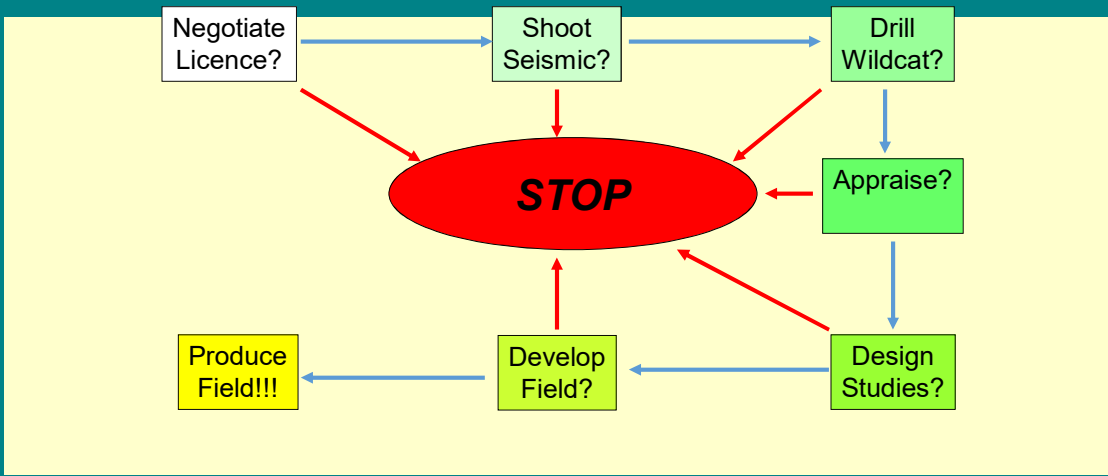 Negotiate
Licence?
Shoot
Seismic?
Drill
Wildcat?
STOP
Appraise?
Produce
Field!!!
Develop
Field?
Design
Studies?